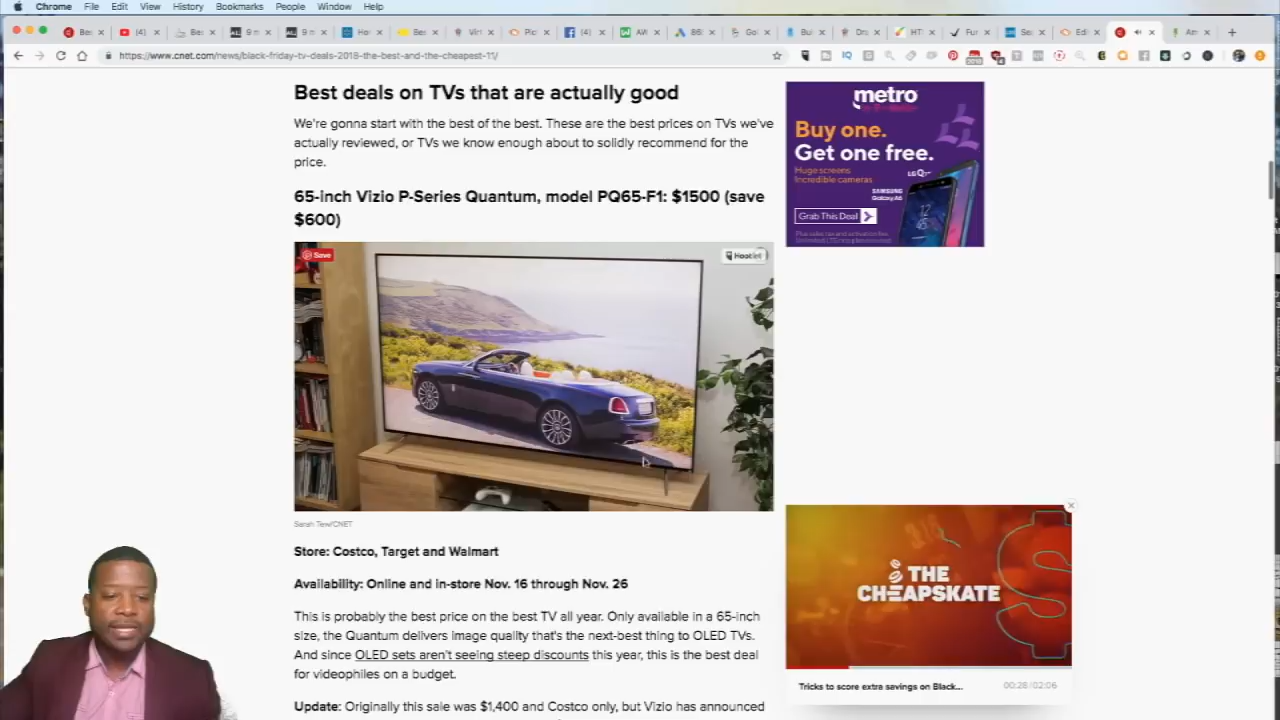 Chrome File Edit View History Bookmarks People Window Help
https://www.cnet.com/news/black-friday-tv-deals-2018-the-best-and-the-cheapest-11/
Best deals on TVs that are actually good
We're gonna start with the best of the best. These are the best prices on TVs we've
actually reviewed, or TVs we know enough about to solidly recommend for the
price.
65-inch Vizio P-Series Quantum, model PQ65-F1: $1500 (save
$600)
Save
Sarah Tew/CNET
Store: Costco, Target and Walmart
Availability: Online and in-store Nov. 16 through Nov. 26
This is probably the best price on the best TV all year. Only available in a 65-inch
size, the Quantum delivers image quality that's the next-best thing to OLED TVs.
And since OLED sets aren't seeing steep discounts this year, this is the best deal
for videophiles on a budget.
Update: Originally this sale was $1,400 and Costco only, but Vizio has announced
metro
Buy one.
Get one free.
Huge screens.
Incredible cameras
SAMSUNG
Galaxy A6
Grab This Deal
THE
CHEAPSKATE
Tricks to score extra savings on Black...
00:28/02:06